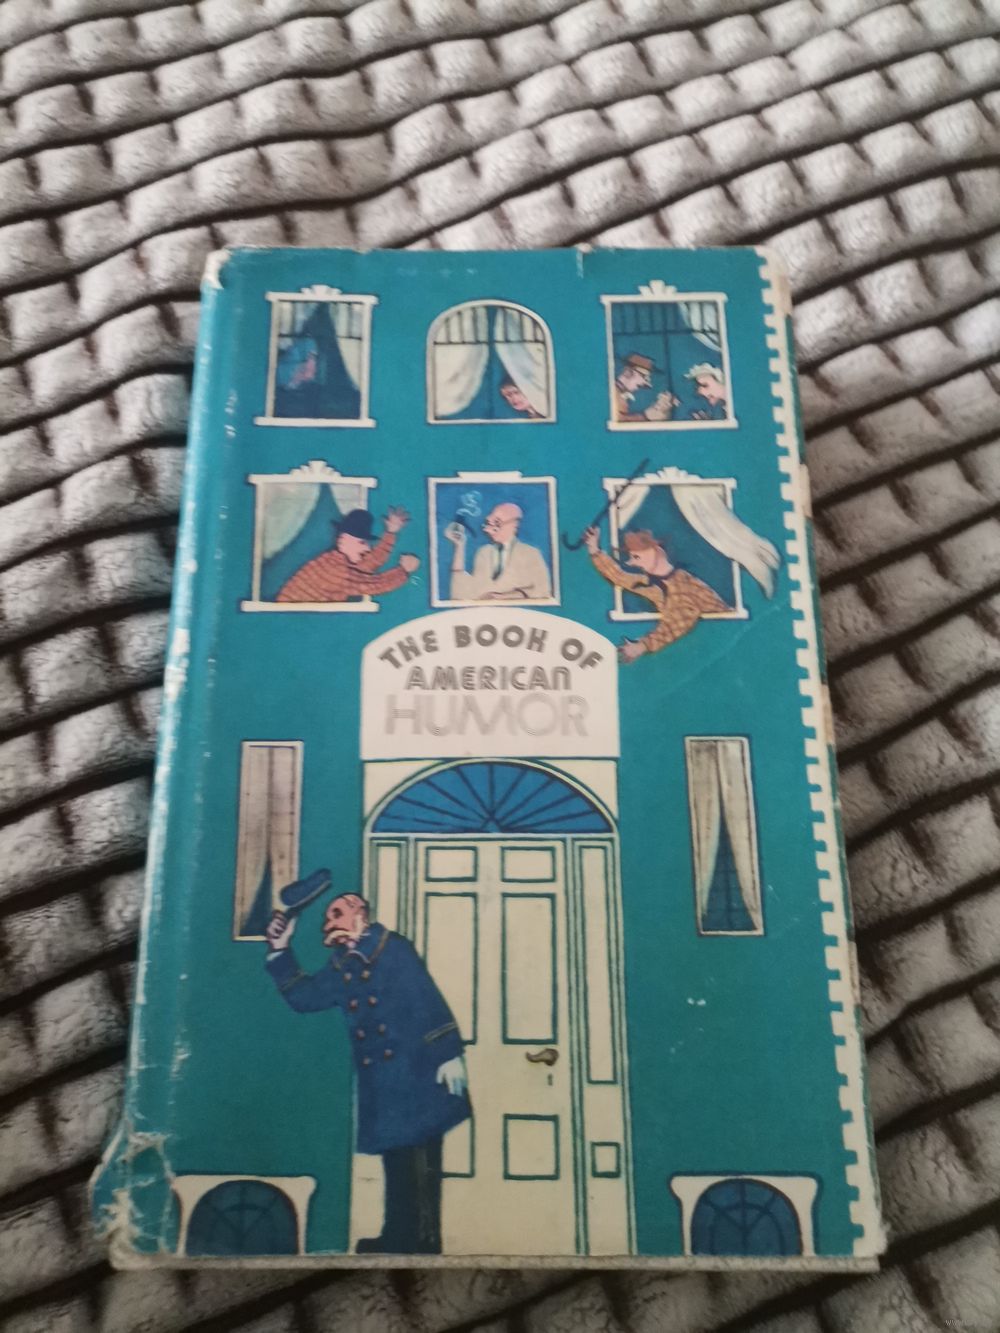 THE BOOK OF
AMERICAN
HUMOR